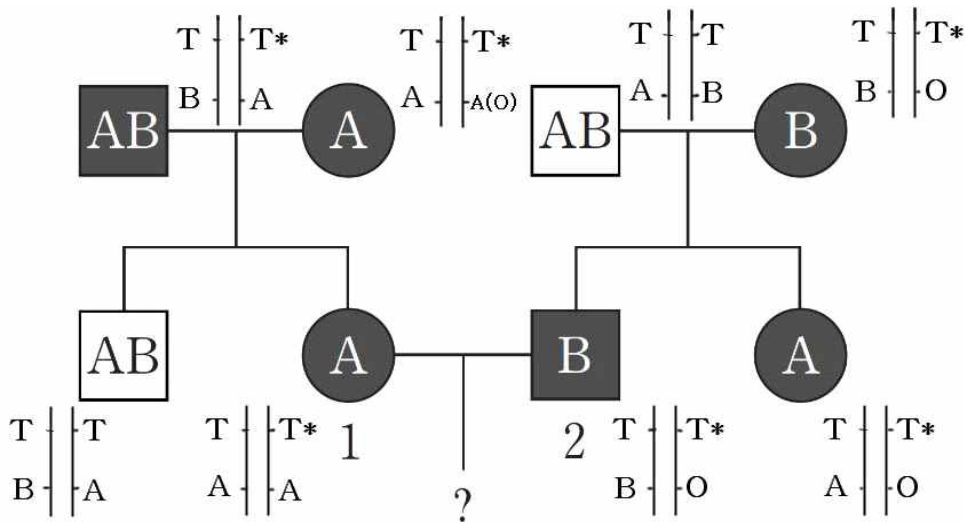 T T* T T* T T T T*
B A A A(O) A B B O
AB A AB B
AB A B A
T T T T* 1 2 T T* T T*
B A A A B O A O
?